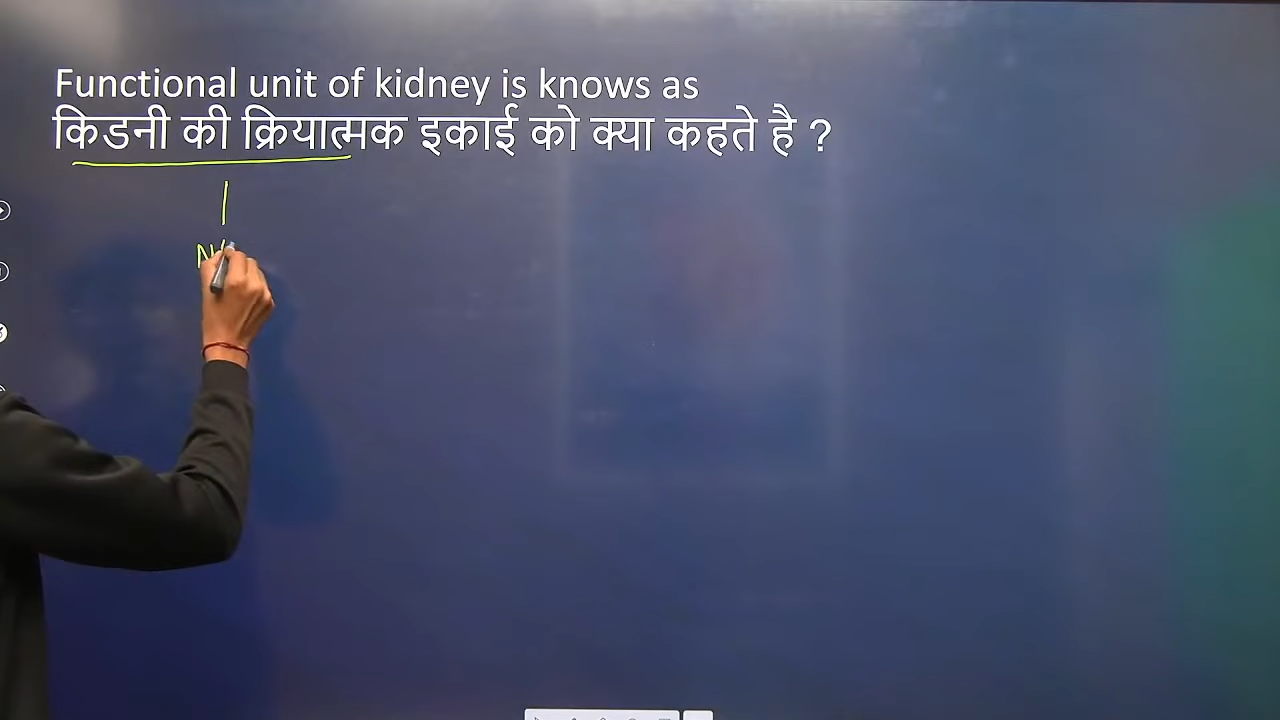 Functional unit of kidney is knows as
किडनी की क्रियात्मक इकाई को क्या कहते है ?
N